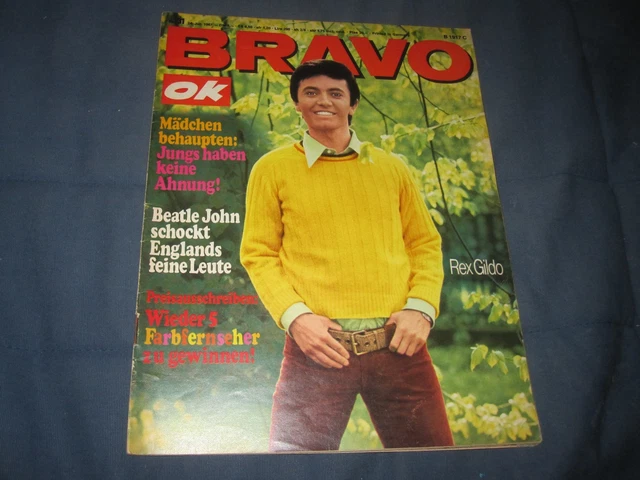 BRAVO
ok
Mädchen
behaupten:
Jungs haben
keine
Ahnung!
Beatle John
schockt
Englands
feine Leute
Rex Gildo
Preisausschreiben:
Wieder 5
Farbfernseher
zu gewinnen!